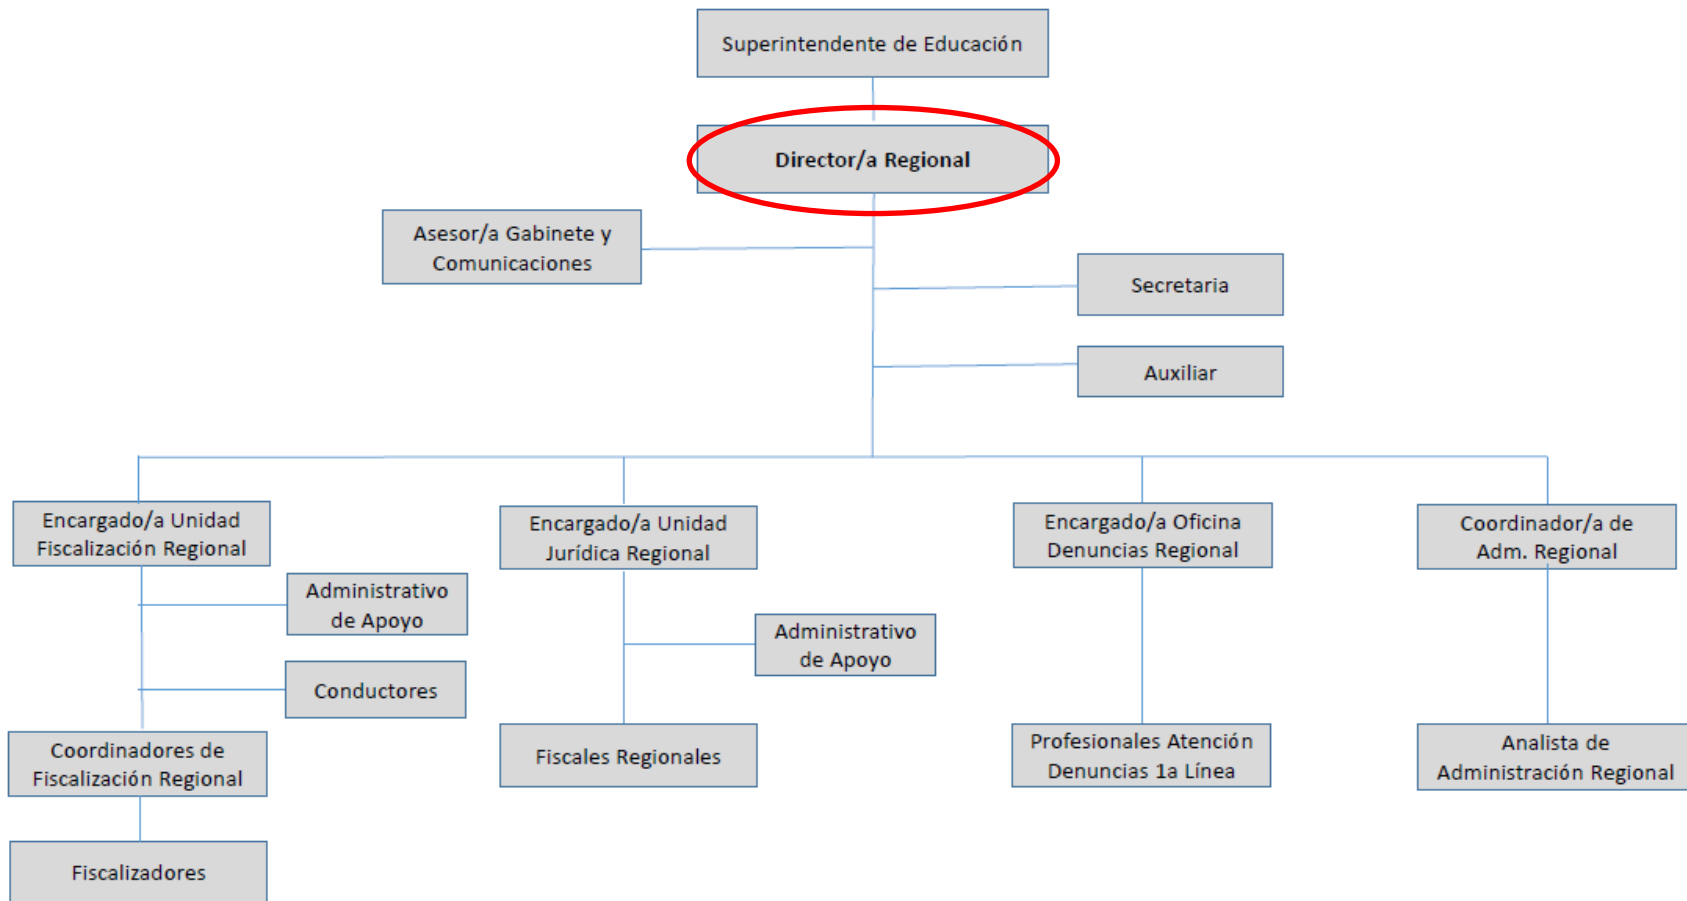 Superintendente de Educación
Director/a Regional
Asesor/a Gabinete y
Comunicaciones
Secretaria
Auxiliar
Encargado/a Unidad
Fiscalización Regional
Encargado/a Unidad
Jurídica Regional
Encargado/a Oficina
Denuncias Regional
Coordinador/a de
Adm. Regional
Administrativo
de Apoyo
Administrativo
de Apoyo
Conductores
Coordinadores de
Fiscalización Regional
Fiscales Regionales
Profesionales Atención
Denuncias 1a Línea
Analista de
Administración Regional
Fiscalizadores